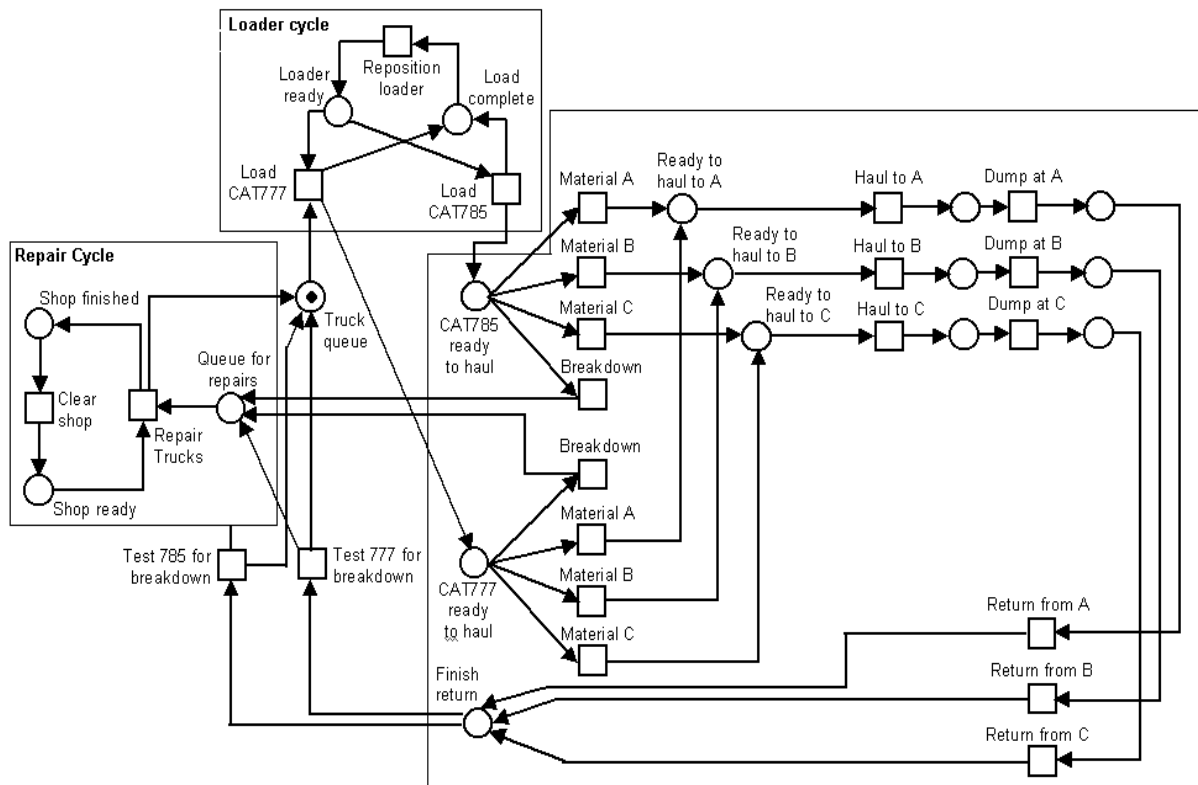 Loader cycle
Reposition
loader
Loader
ready
Load
complete
Load
CAT777
Load
CAT785
Material A
Ready to
haul to A
Haul to A
Dump at A
Material B
Ready to
haul to B
Haul to B
Dump at B
Material C
Ready to
haul to C
Haul to C
Dump at C
CAT785
ready
to haul
Breakdown
Repair Cycle
Shop finished
Truck
queue
Queue for
repairs
Clear
shop
Repair
Trucks
Shop ready
Breakdown
Test 785 for
breakdown
Test 777 for
breakdown
Material A
CAT777
ready
to haul
Material B
Material C
Return from A
Finish
return
Return from B
Return from C